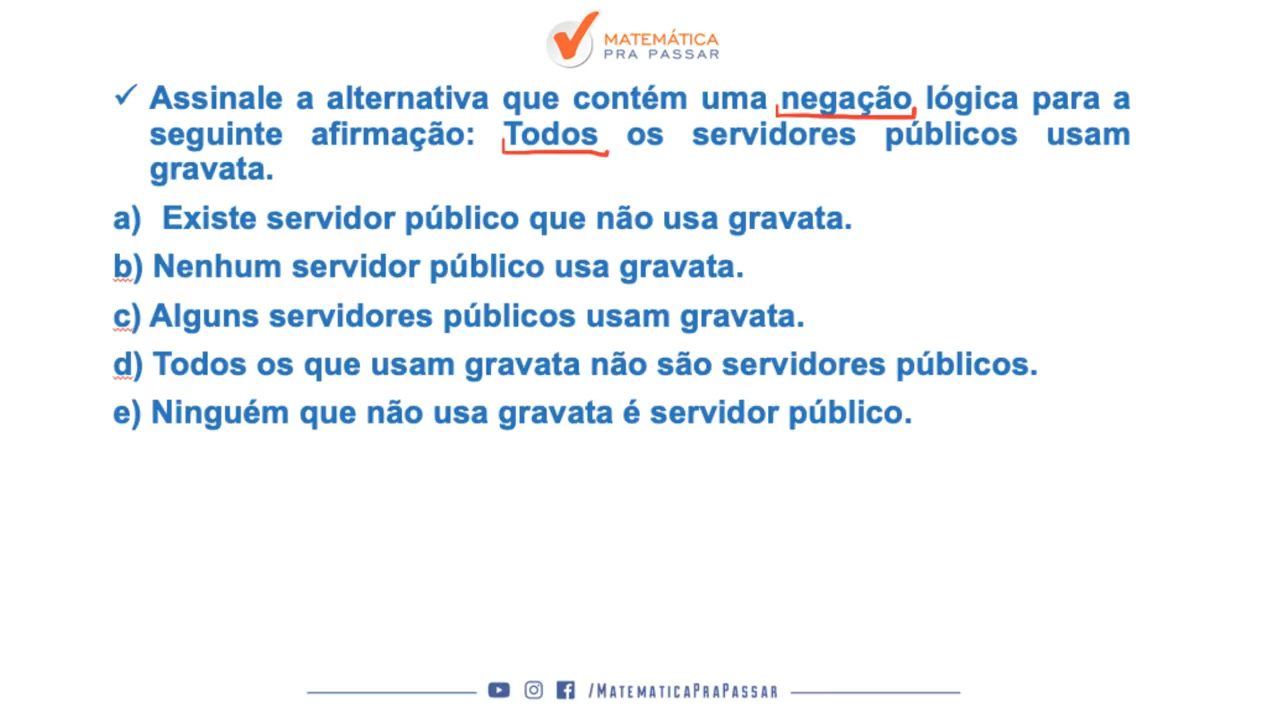 MATEMÁTICA
PRA PASSAR
✓ Assinale a alternativa que contém uma negação lógica para a
seguinte afirmação: Todos os servidores públicos usam
gravata.
a) Existe servidor público que não usa gravata.
b) Nenhum servidor público usa gravata.
c) Alguns servidores públicos usam gravata.
d) Todos os que usam gravata não são servidores públicos.
e) Ninguém que não usa gravata é servidor público.
/MATEMATICAPRAPASSAR